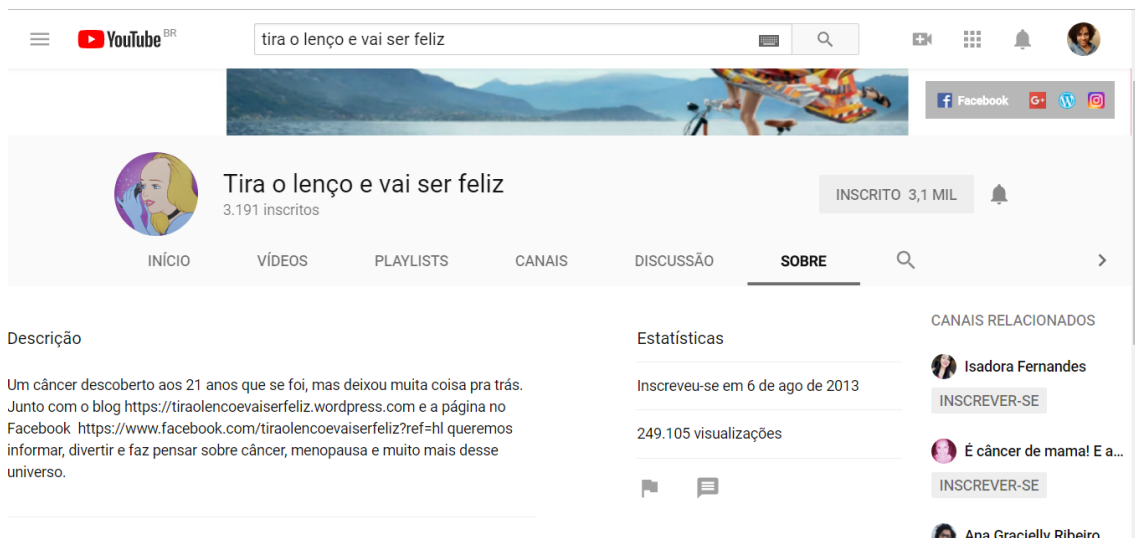 YouTube BR
tira o lenço e vai ser feliz
Facebook
G+
Tira o lenço e vai ser feliz
3.191 inscritos
INSCRITO 3,1 MIL
INÍCIO VÍDEOS PLAYLISTS CANAIS DISCUSSÃO SOBRE
Descrição
Um câncer descoberto aos 21 anos que se foi, mas deixou muita coisa pra trás.
Junto com o blog https://tiraolencoevaiserfeliz.wordpress.com e a página no
Facebook https://www.facebook.com/tiraolencoevaiserfeliz?ref=hl queremos
informar, divertir e faz pensar sobre câncer, menopausa e muito mais desse
universo.
Estatísticas
Inscreveu-se em 6 de ago de 2013
249.105 visualizações
CANAIS RELACIONADOS
Isadora Fernandes
INSCREVER-SE
É câncer de mama! E a...
INSCREVER-SE
Ana Gracielly Ribeiro